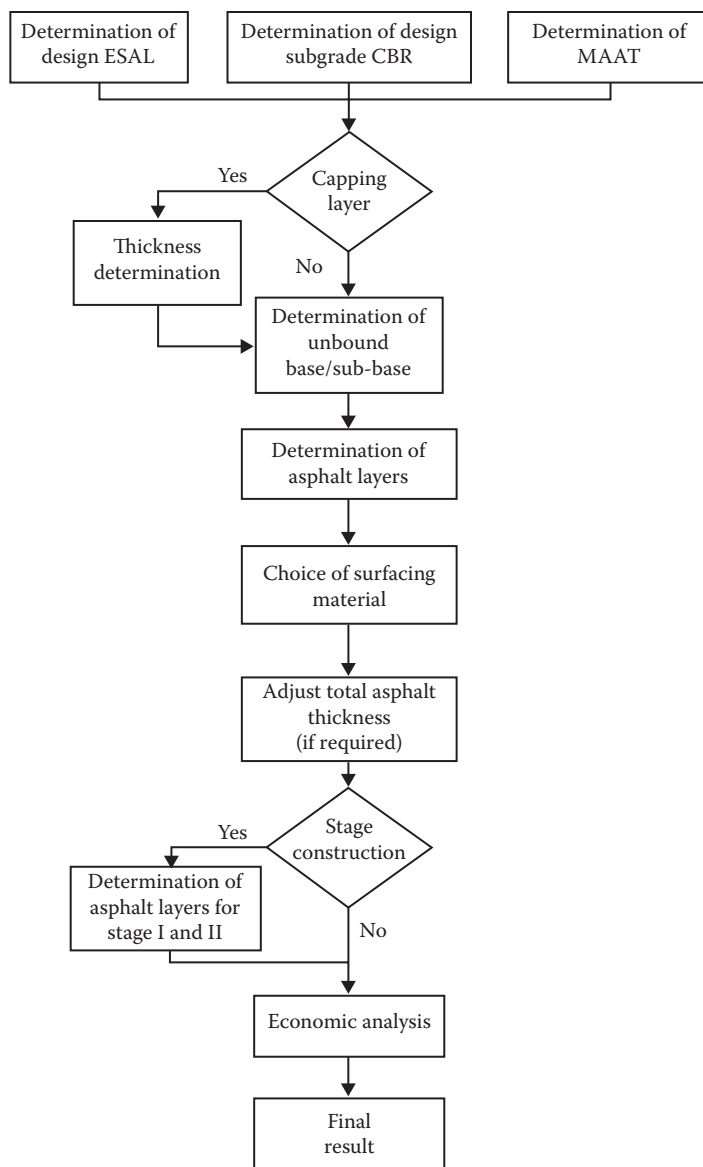 Determination of
design ESAL
Determination of design
subgrade CBR
Determination of
MAAT
Yes
Capping
layer
Thickness
determination
No
Determination of
unbound
base/sub-base
Determination of
asphalt layers
Choice of surfacing
material
Adjust total asphalt
thickness
(if required)
Yes
Stage
construction
Determination of
asphalt layers for
stage I and II
No
Economic analysis
Final
result